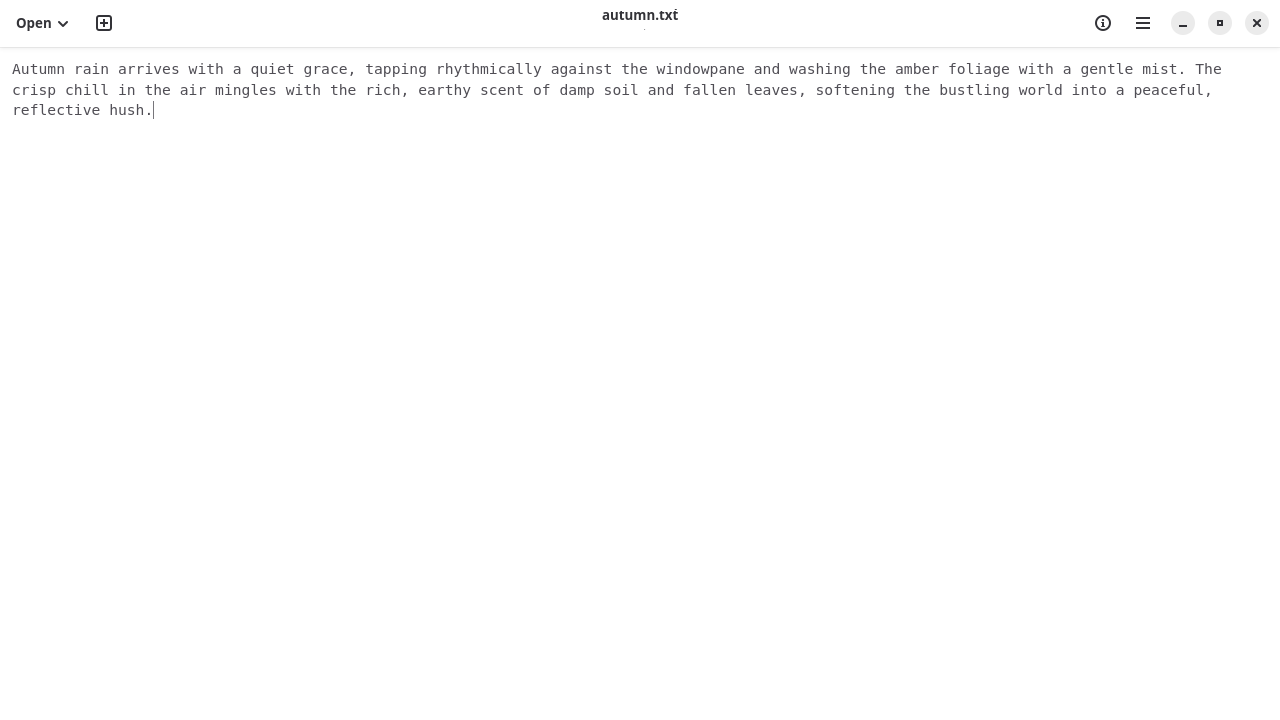 Open
autumn.txt
Autumn rain arrives with a quiet grace, tapping rhythmically against the windowpane and washing the amber foliage with a gentle mist. The
crisp chill in the air mingles with the rich, earthy scent of damp soil and fallen leaves, softening the bustling world into a peaceful,
reflective hush.